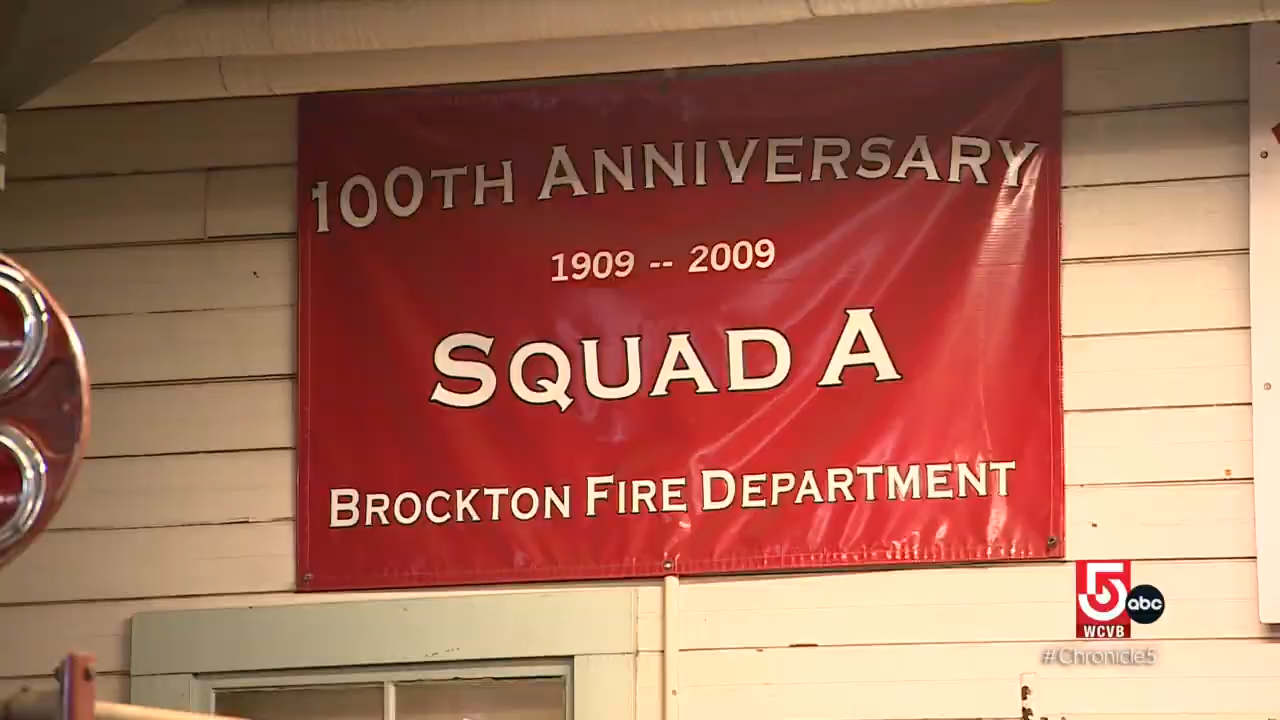 100TH ANNIVERSARY
1909 -- 2009
SQUAD A
BROCKTON FIRE DEPARTMENT
5 abc
WCVB
#Chronicle5